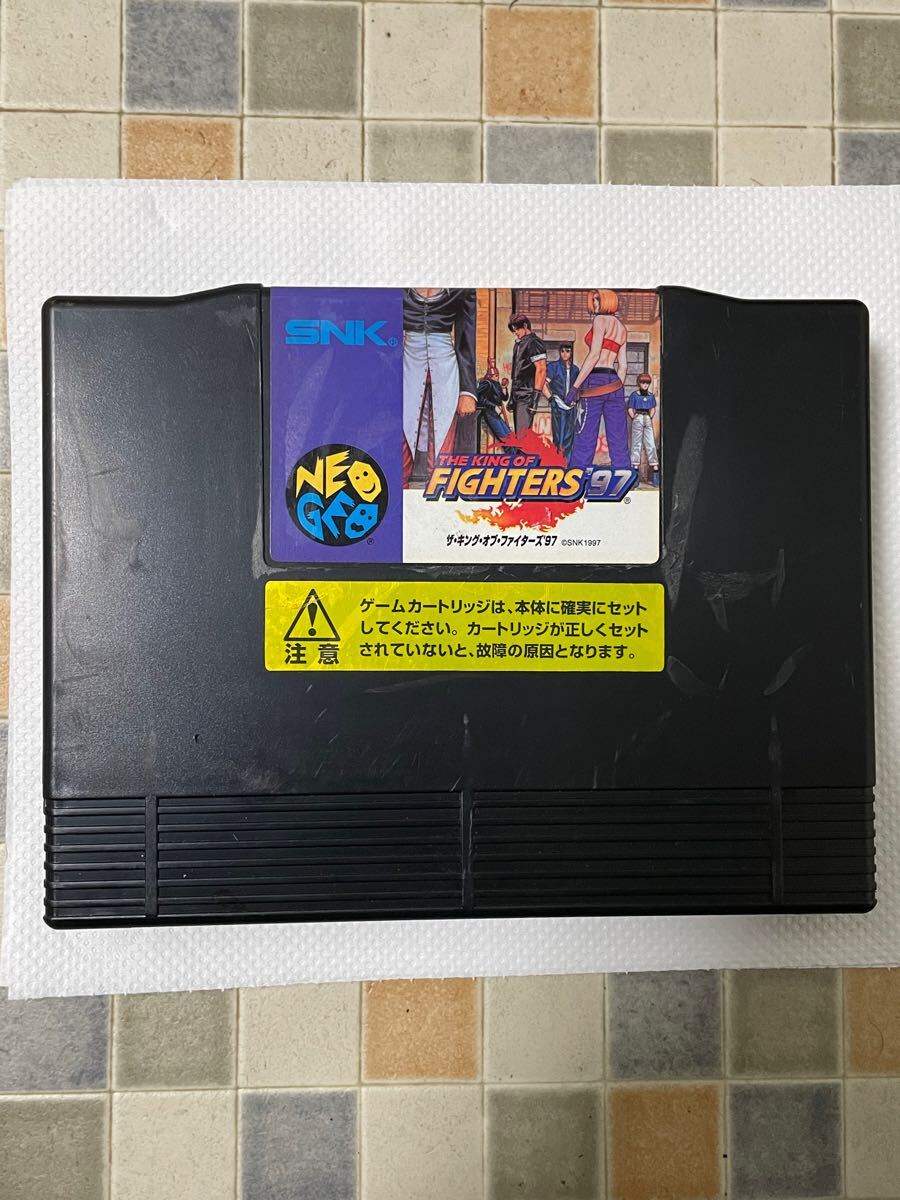 SNK®
NEO
GEO®
THE KING OF
FIGHTERS '97®
ザ・キング・オブ・ファイターズ'97 ©SNK1997
注意
ゲームカートリッジは、本体に確実にセット
してください。カートリッジが正しくセット
されていないと、故障の原因となります。